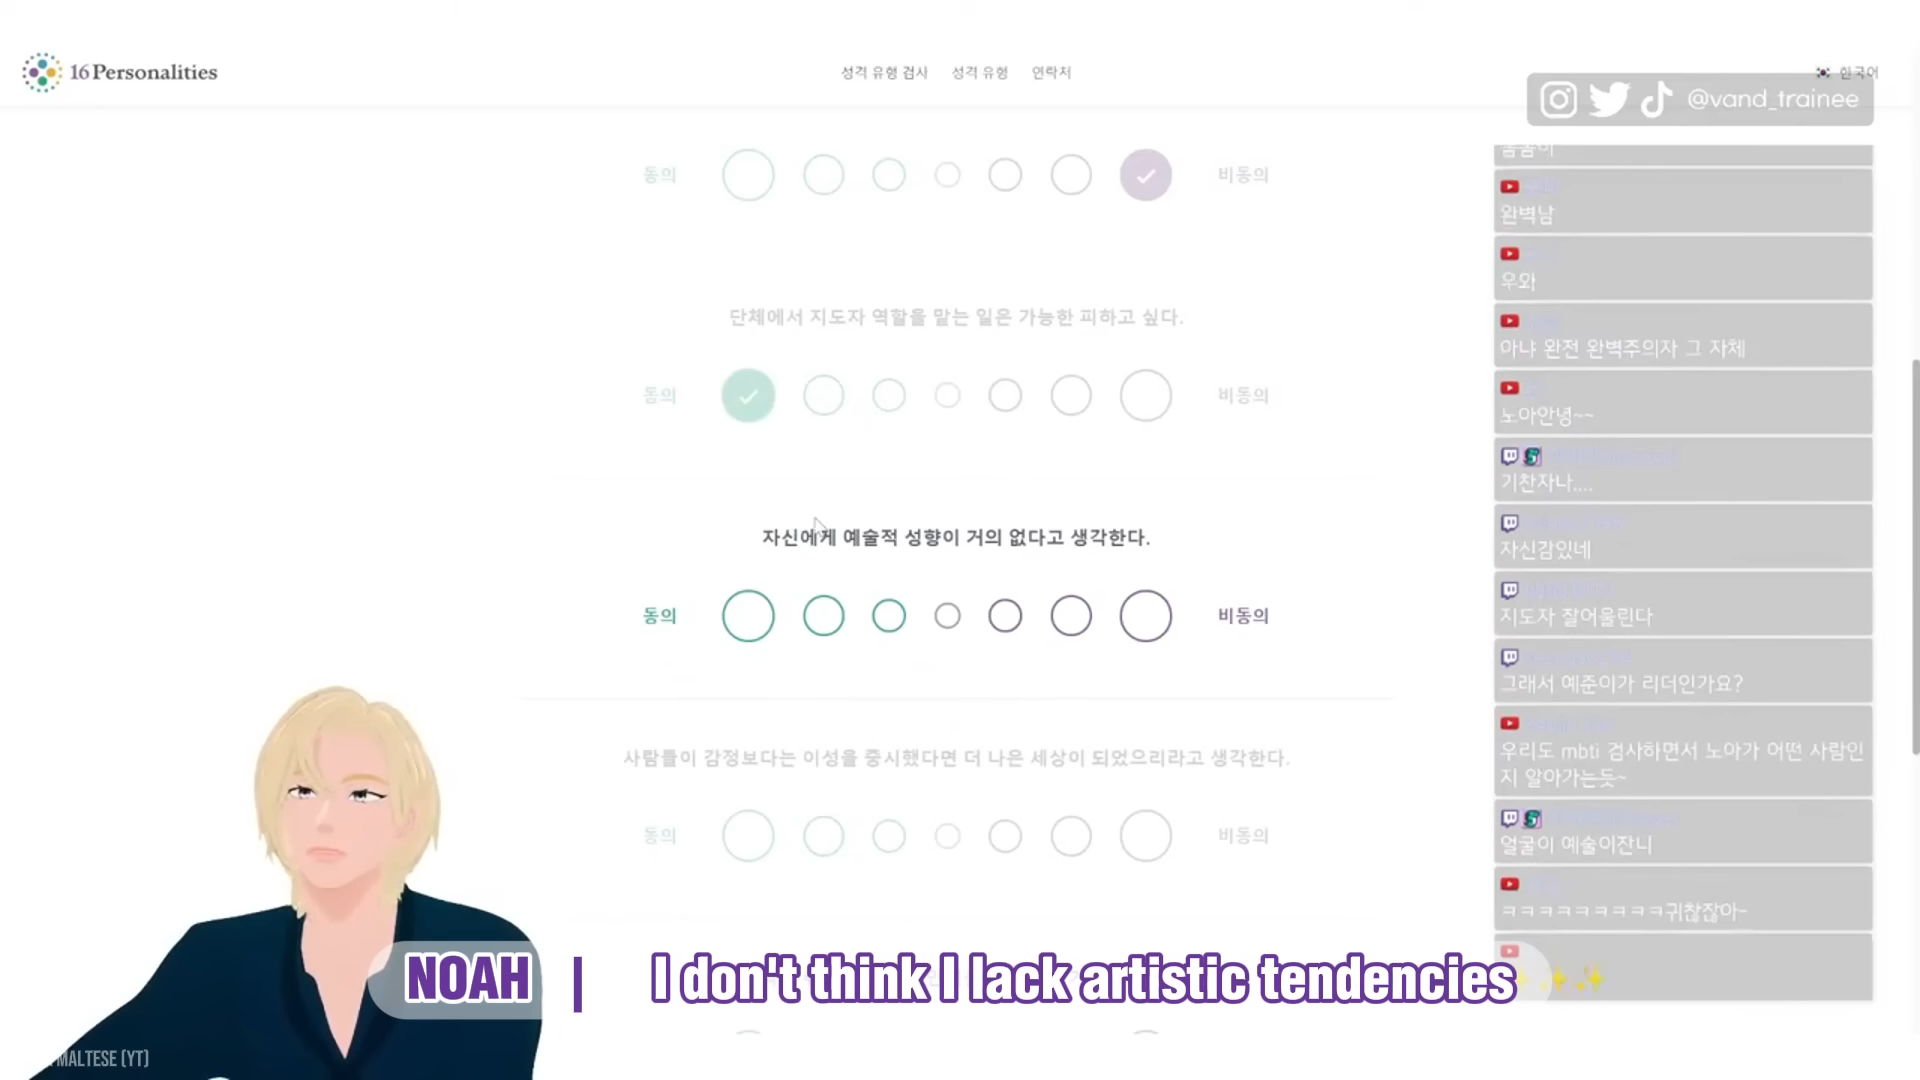 16Personalities
성격 유형 검사 성격 유형 연락처
한국어
@vand_trainee
동의 비동의
단체에서 지도자 역할을 맡는 일은 가능한 피하고 싶다.
동의 비동의
자신에게 예술적 성향이 거의 없다고 생각한다.
동의 비동의
사람들이 감정보다는 이성을 중시했다면 더 나은 세상이 되었으리라고 생각한다.
동의 비동의
완벽남
우와
아냐 완전 완벽주의자 그 자체
노아안녕~~
기찬자나....
자신감있네
지도자 잘어울린다
그래서 예준이가 리더인가요?
우리도 mbti 검사하면서 노아가 어떤 사람인
지 알아가는듯~
얼굴이 예술이잖니
ㅋㅋㅋㅋㅋㅋㅋㅋㅋ귀찮잖아~
NOAH | I don't think I lack artistic tendencies
MALTESE (YT)